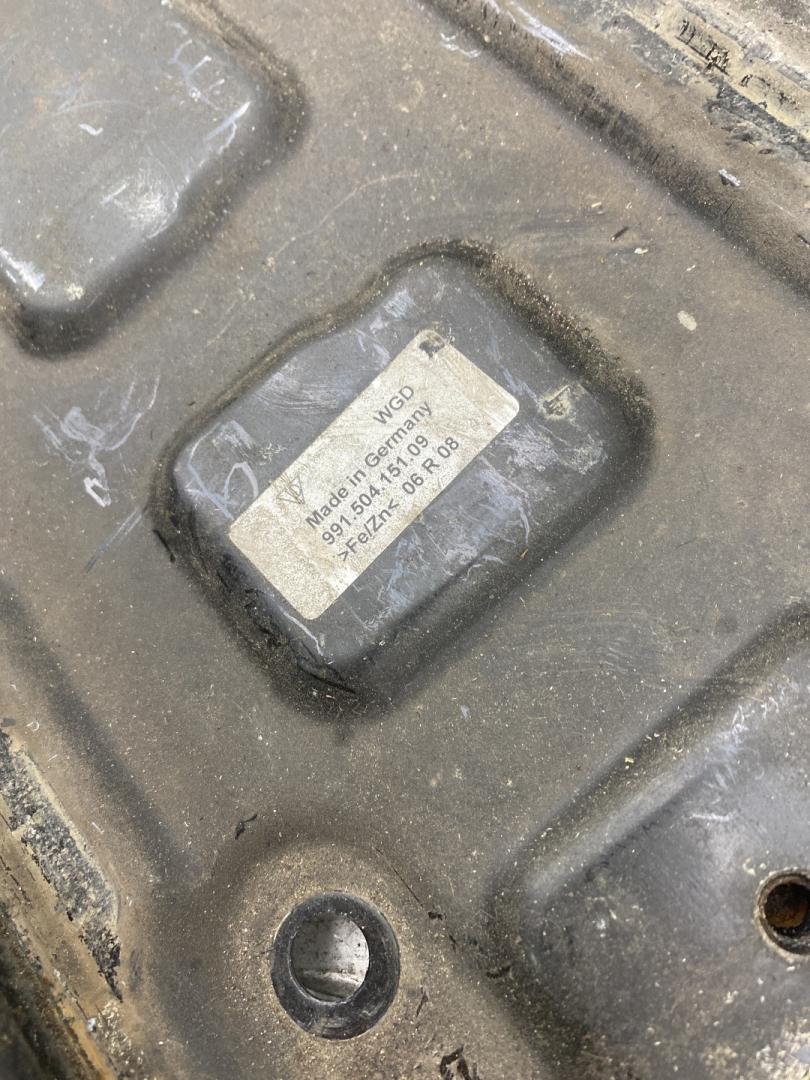 WGD
Made in Germany
991.504.151.09
>Fe/Zn< 06 R 08